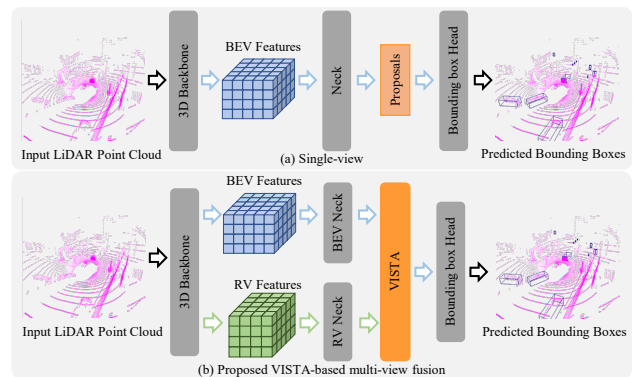 BEV Features
3D Backbone
Neck
Proposals
Bounding box Head
Input LiDAR Point Cloud
(a) Single-view
Predicted Bounding Boxes
BEV Features
3D Backbone
BEV Neck
VISTA
Bounding box Head
RV Features
RV Neck
Input LiDAR Point Cloud
Predicted Bounding Boxes
(b) Proposed VISTA-based multi-view fusion